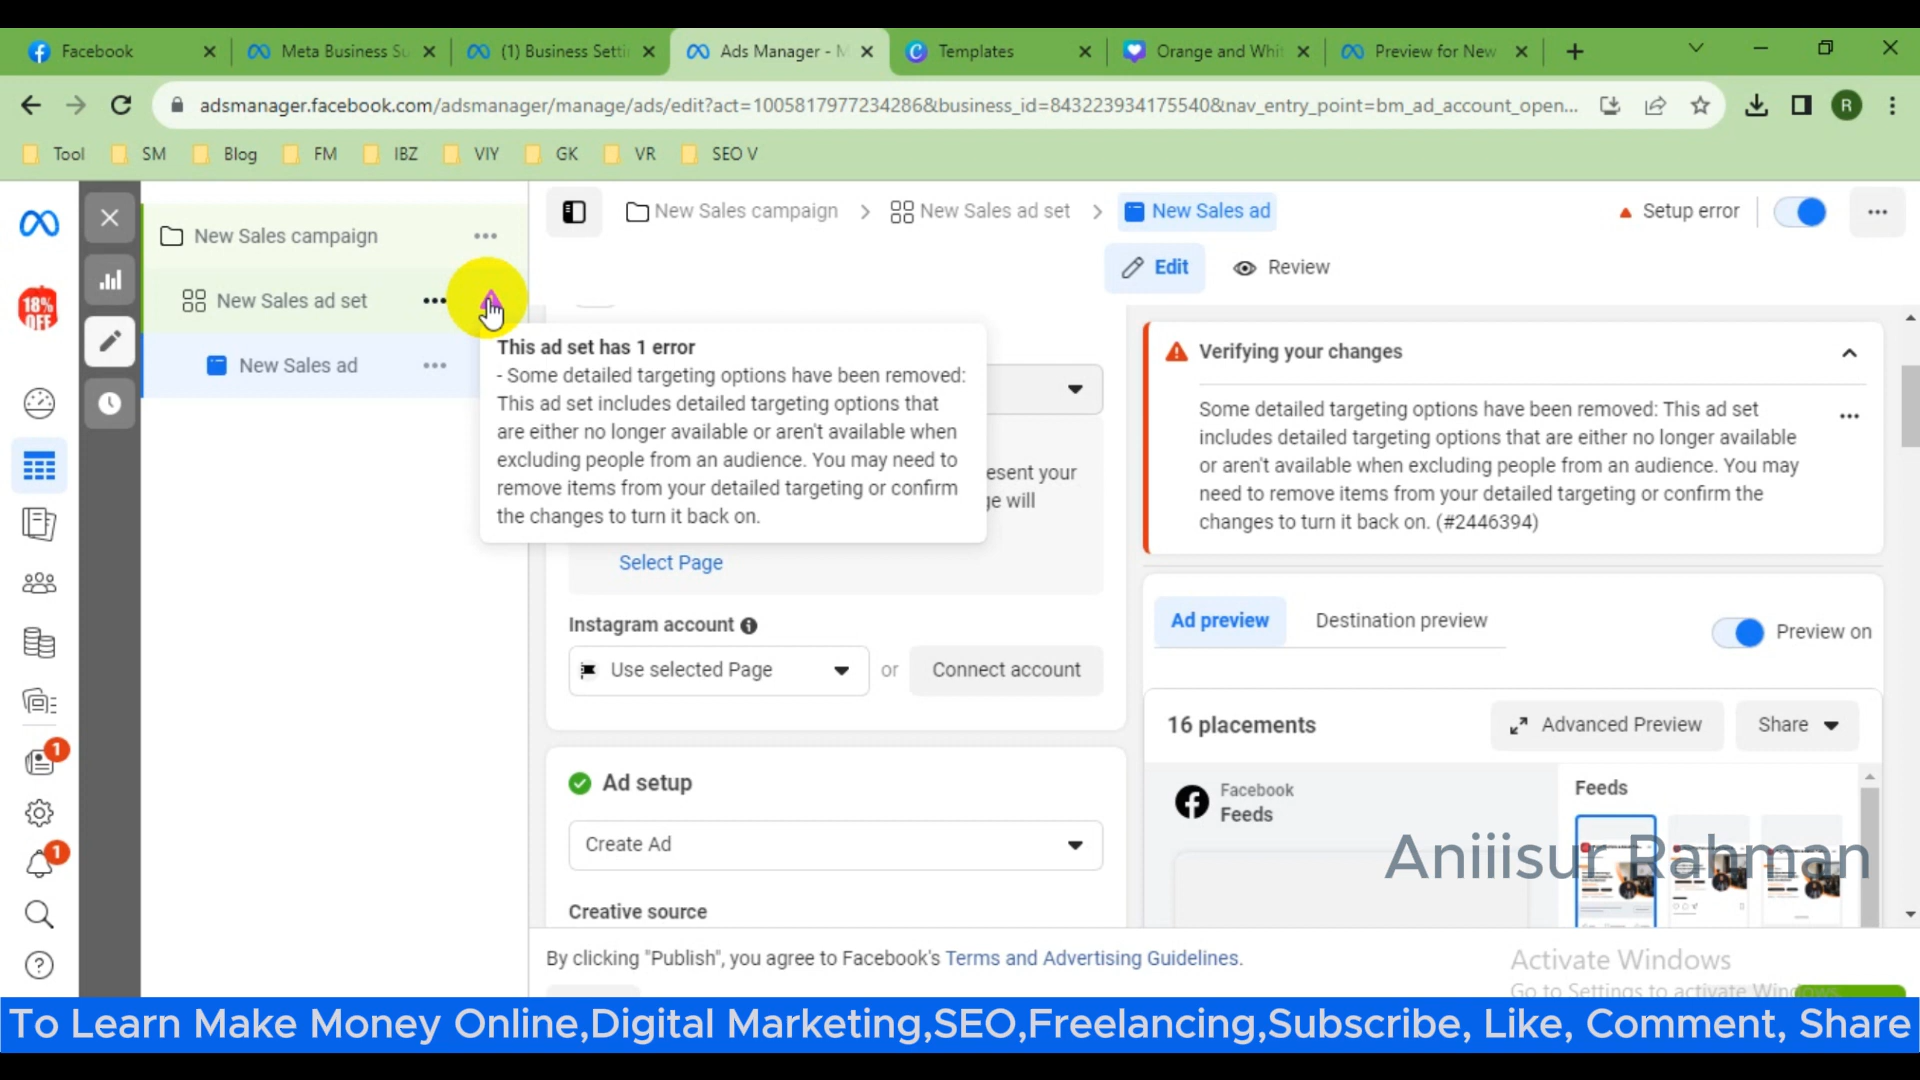 Facebook
Meta Business Su
(1) Business Setti
Ads Manager - M
Templates
Orange and Whit
Preview for New
adsmanager.facebook.com/adsmanager/manage/ads/edit?act=1005817977234286&business_id=843223934175540&nav_entry_point=bm_ad_account_open...
R
Tool
SM
Blog
FM
IBZ
VIY
GK
VR
SEO V
18%
OFF
New Sales campaign
New Sales ad set
New Sales ad
New Sales campaign
New Sales ad set
New Sales ad
Setup error
Edit
Review
This ad set has 1 error
- Some detailed targeting options have been removed:
This ad set includes detailed targeting options that
are either no longer available or aren't available when
excluding people from an audience. You may need to
remove items from your detailed targeting or confirm
the changes to turn it back on.
esent your
ge will
Select Page
Instagram account
Use selected Page
or
Connect account
Ad setup
Create Ad
Creative source
Verifying your changes
Some detailed targeting options have been removed: This ad set
includes detailed targeting options that are either no longer available
or aren't available when excluding people from an audience. You may
need to remove items from your detailed targeting or confirm the
changes to turn it back on. (#2446394)
Ad preview
Destination preview
Preview on
16 placements
Advanced Preview
Share
Facebook
Feeds
Feeds
Aniiisur Rahman
1
1
By clicking "Publish", you agree to Facebook's Terms and Advertising Guidelines.
Activate Windows
Go to Settings to activate Windows.
To Learn Make Money Online,Digital Marketing,SEO,Freelancing,Subscribe, Like, Comment, Share